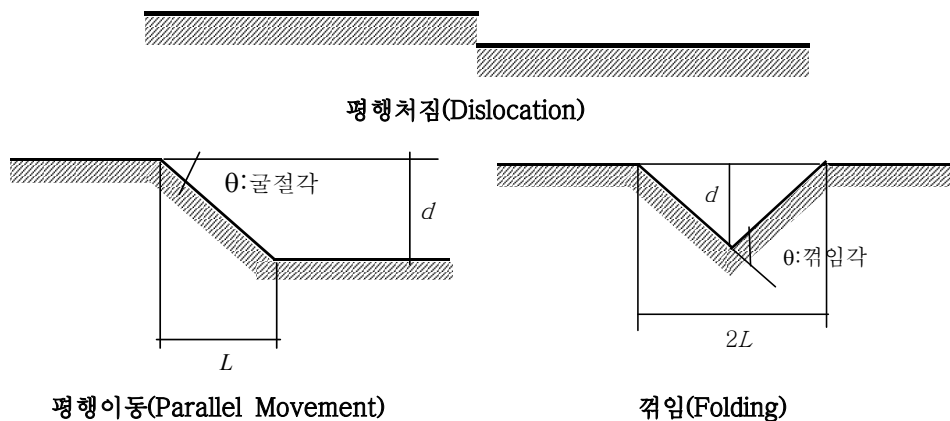 평행처짐(Dislocation)
θ:굴절각
d
L
평행이동(Parallel Movement)
d
θ:꺾임각
2L
꺾임(Folding)